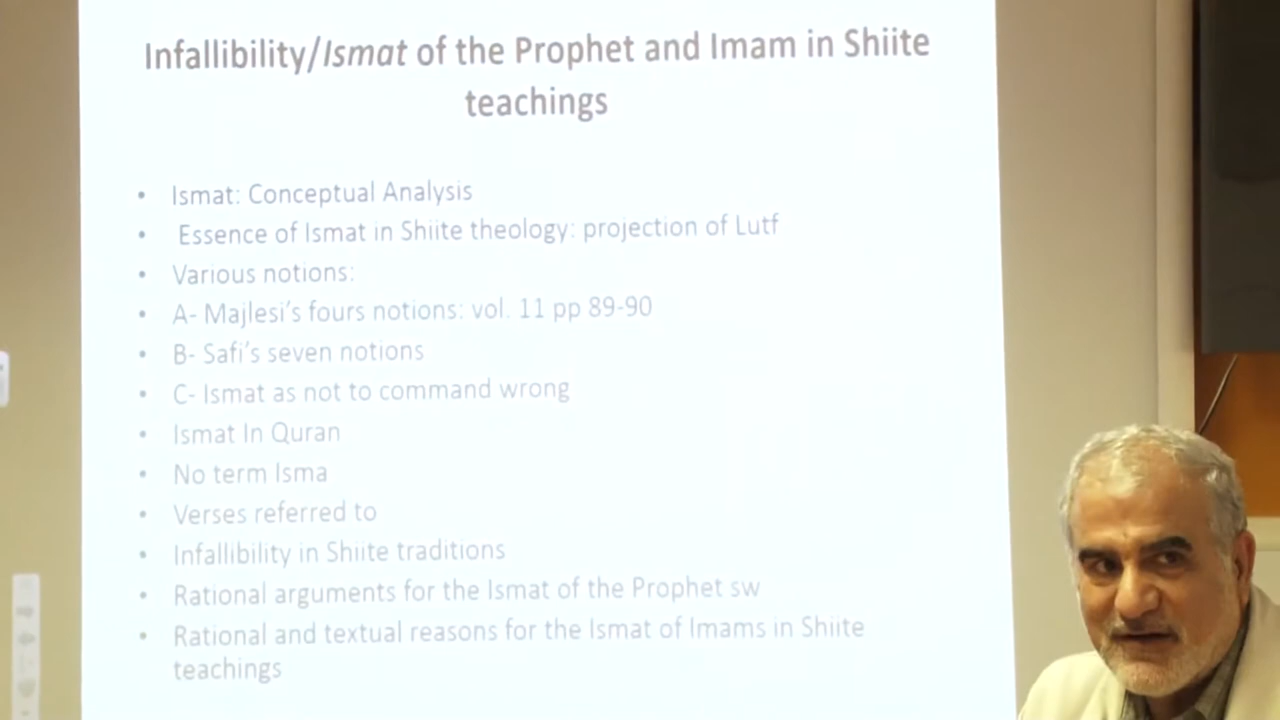 Infallibility/Ismat of the Prophet and Imam in Shiite
teachings
• Ismat: Conceptual Analysis
• Essence of Ismat in Shiite theology: projection of Lutf
• Various notions:
• A- Majlesi's fours notions: vol. 11 pp 89-90
• B- Safi's seven notions
• C- Ismat as not to command wrong
• Ismat In Quran
• No term Isma
• Verses referred to
• Infallibility in Shiite traditions
• Rational arguments for the Ismat of the Prophet sw
• Rational and textual reasons for the Ismat of Imams in Shiite
teachings